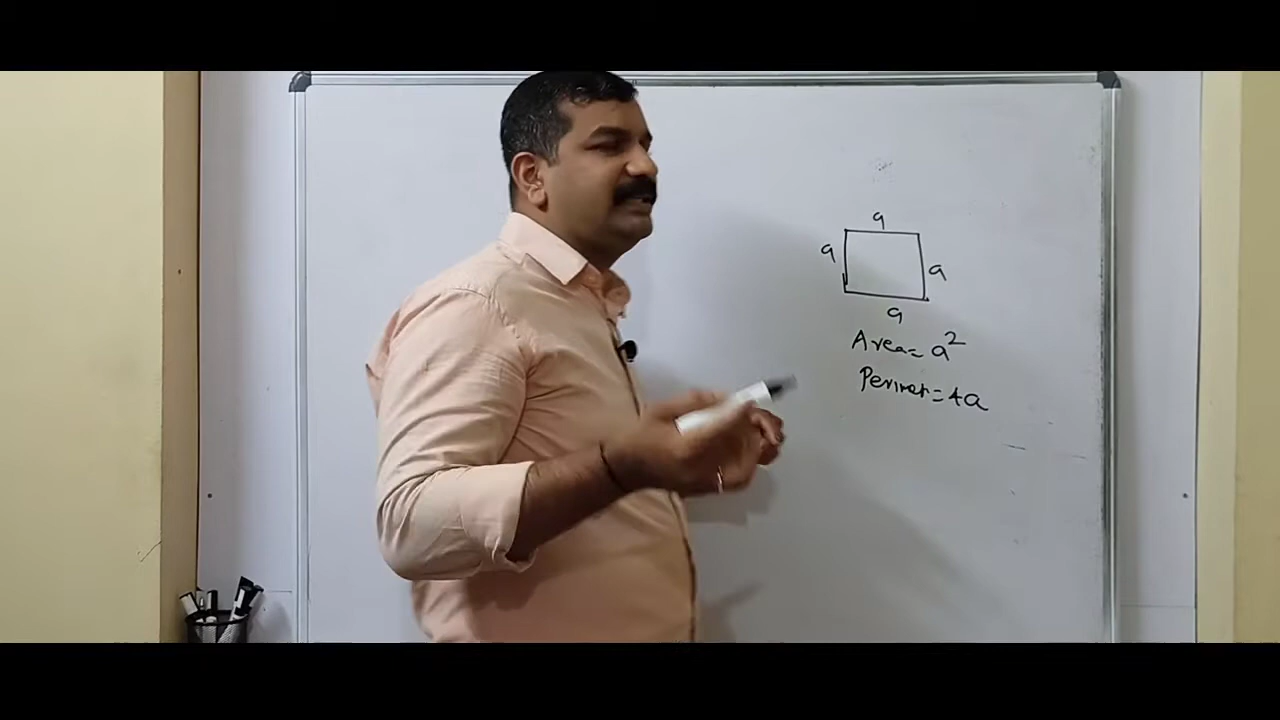 a
a
a
a
Area = a²
Perimet = 4a